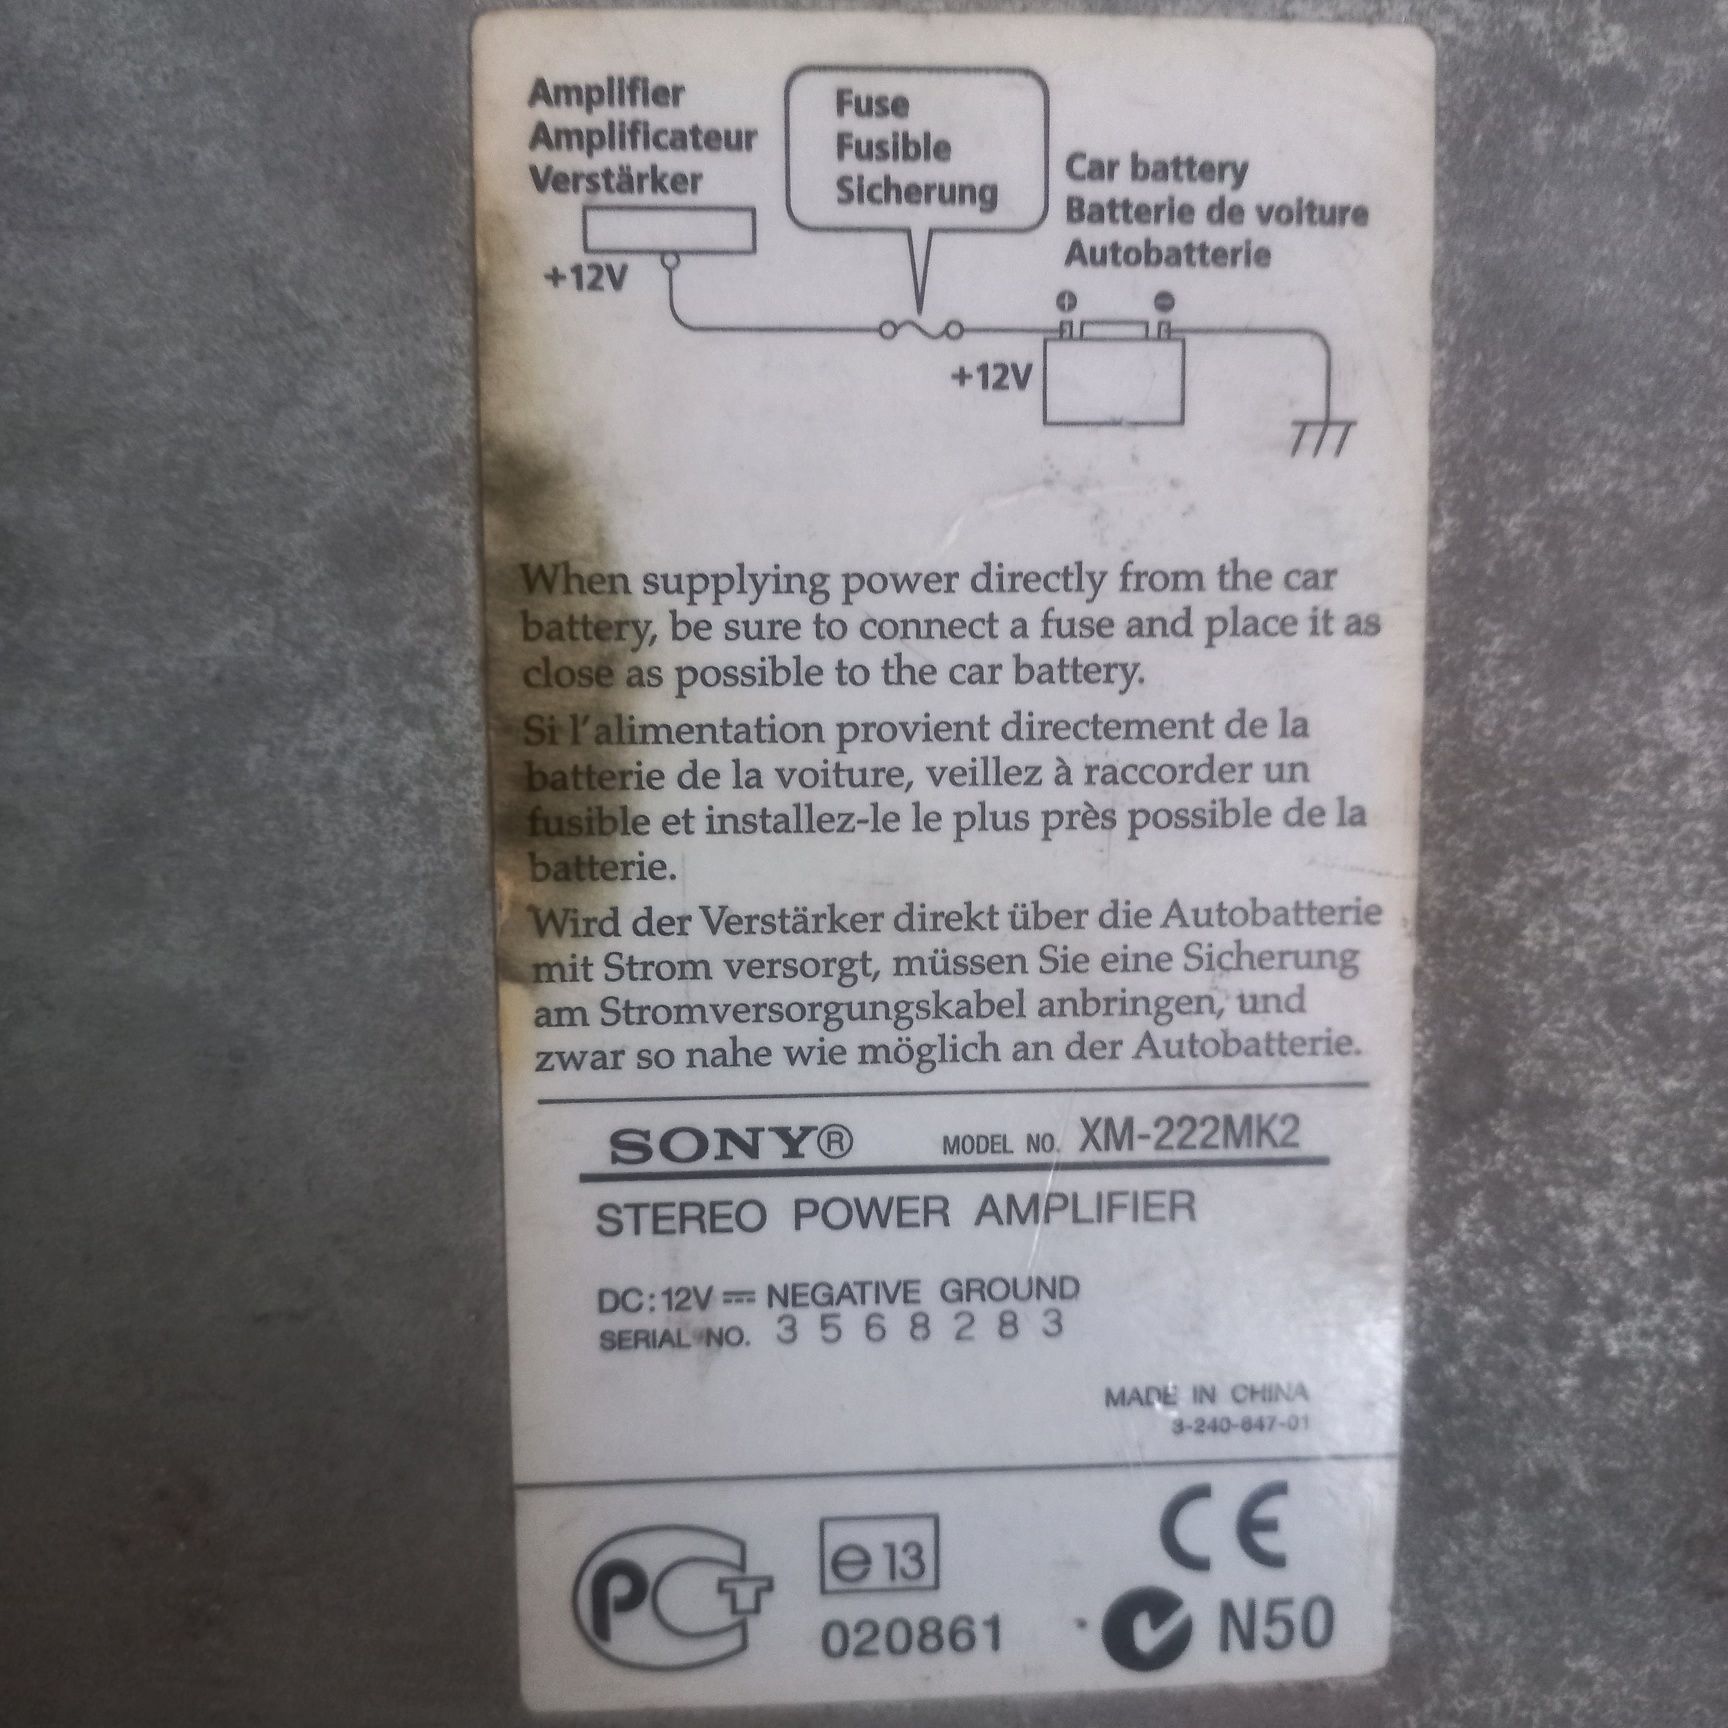 Amplifier
Amplificateur
Verstärker
+12V
Fuse
Fusible
Sicherung
Car battery
Batterie de voiture
Autobatterie
+12V
When supplying power directly from the car
battery, be sure to connect a fuse and place it as
close as possible to the car battery.
Si l'alimentation provient directement de la
batterie de la voiture, veillez à raccorder un
fusible et installez-le le plus près possible de la
batterie.
Wird der Verstärker direkt über die Autobatterie
mit Strom versorgt, müssen Sie eine Sicherung
am Stromversorgungskabel anbringen, und
zwar so nahe wie möglich an der Autobatterie.
SONY® MODEL NO. XM-222MK2
STEREO POWER AMPLIFIER
DC:12V ⎓ NEGATIVE GROUND
SERIAL NO. 3568283
MADE IN CHINA
3-240-647-01
PCT
e13
020861
CE
N50